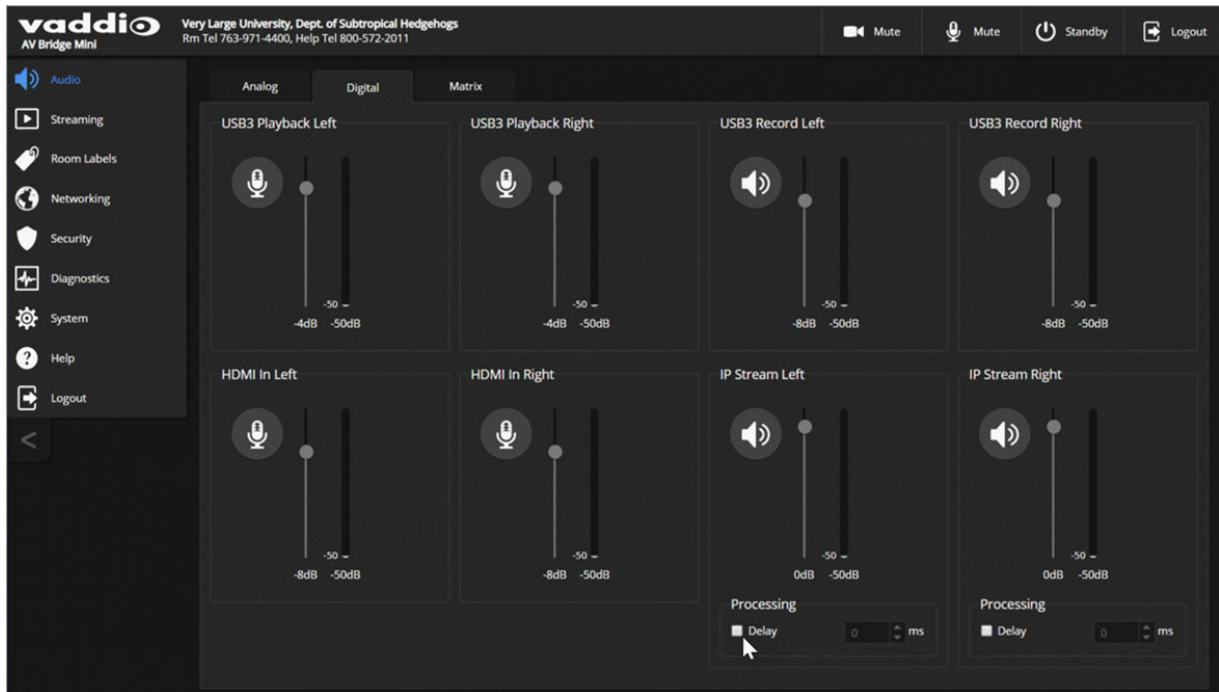 vaddio
AV Bridge Mini
Very Large University, Dept. of Subtropical Hedgehogs
Rm Tel 763-971-4400, Help Tel 800-572-2011
Mute
Mute
Standby
Logout
Audio
Streaming
Room Labels
Networking
Security
Diagnostics
System
Help
Logout
<
Analog
Digital
Matrix
USB3 Playback Left
-50
-4dB -50dB
USB3 Playback Right
-50
-4dB -50dB
USB3 Record Left
-50
-8dB -50dB
USB3 Record Right
-50
-8dB -50dB
HDMI In Left
-50
-8dB -50dB
HDMI In Right
-50
-8dB -50dB
IP Stream Left
-50
0dB -50dB
Processing
Delay 0 ms
IP Stream Right
-50
0dB -50dB
Processing
Delay 0 ms